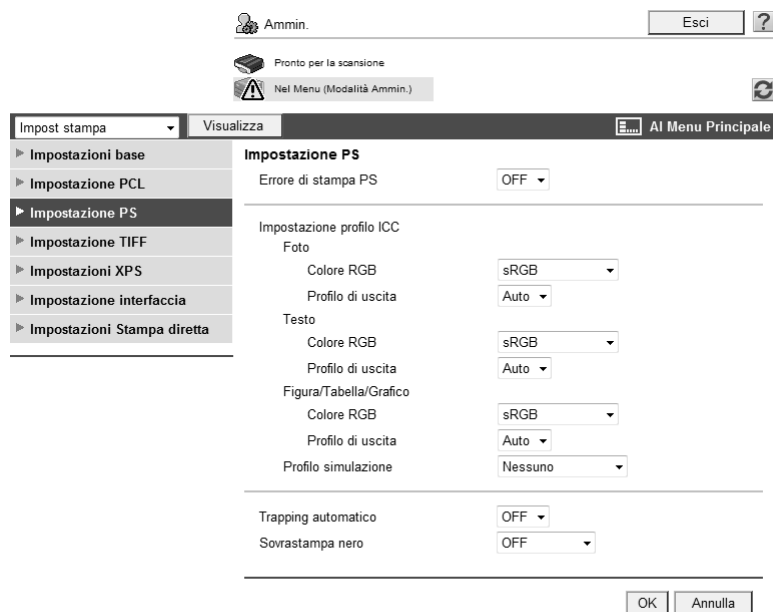 Ammin.
Esci
?
Pronto per la scansione
Nel Menu (Modalità Ammin.)
Impost stampa
Visualizza
Al Menu Principale
Impostazioni base
Impostazione PCL
Impostazione PS
Impostazione TIFF
Impostazioni XPS
Impostazione interfaccia
Impostazioni Stampa diretta
Impostazione PS
Errore di stampa PS OFF
Impostazione profilo ICC
Foto
Colore RGB sRGB
Profilo di uscita Auto
Testo
Colore RGB sRGB
Profilo di uscita Auto
Figura/Tabella/Grafico
Colore RGB sRGB
Profilo di uscita Auto
Profilo simulazione Nessuno
Trapping automatico OFF
Sovrastampa nero OFF
OK Annulla